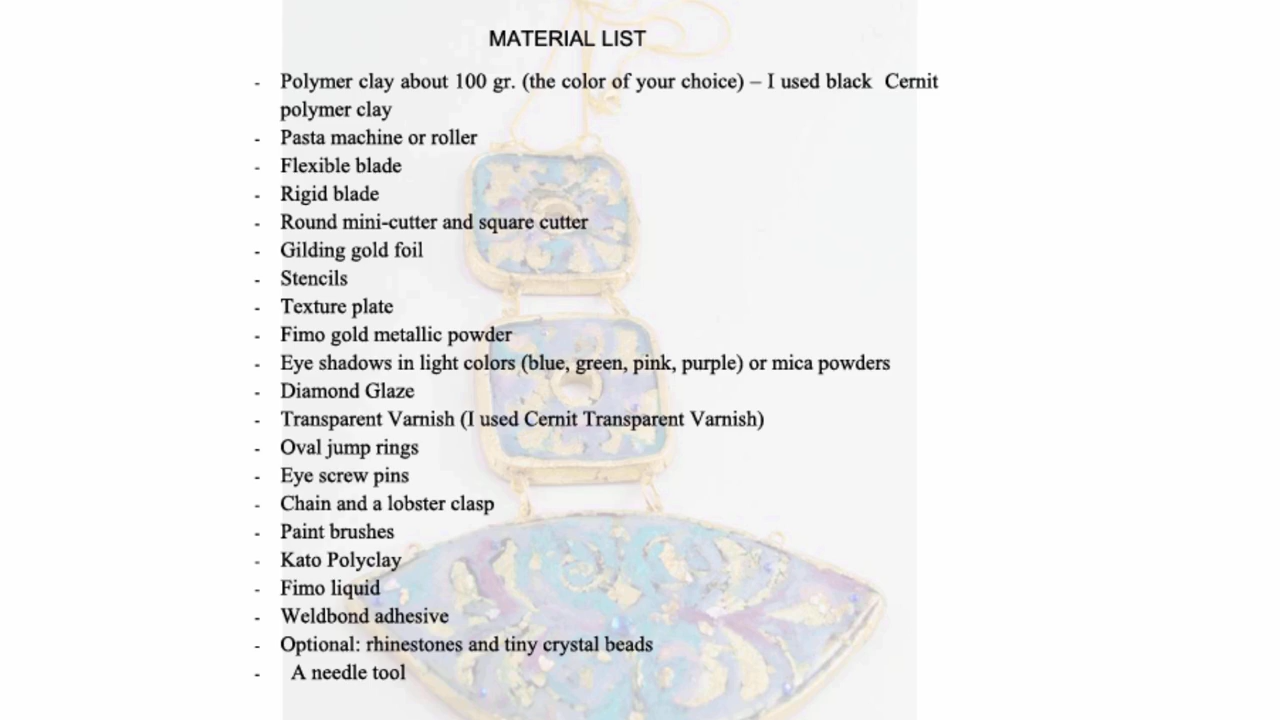 MATERIAL LIST
- Polymer clay about 100 gr. (the color of your choice) – I used black  Cernit
polymer clay
- Pasta machine or roller
- Flexible blade
- Rigid blade
- Round mini-cutter and square cutter
- Gilding gold foil
- Stencils
- Texture plate
- Fimo gold metallic powder
- Eye shadows in light colors (blue, green, pink, purple) or mica powders
- Diamond Glaze
- Transparent Varnish (I used Cernit Transparent Varnish)
- Oval jump rings
- Eye screw pins
- Chain and a lobster clasp
- Paint brushes
- Kato Polyclay
- Fimo liquid
- Weldbond adhesive
- Optional: rhinestones and tiny crystal beads
- A needle tool